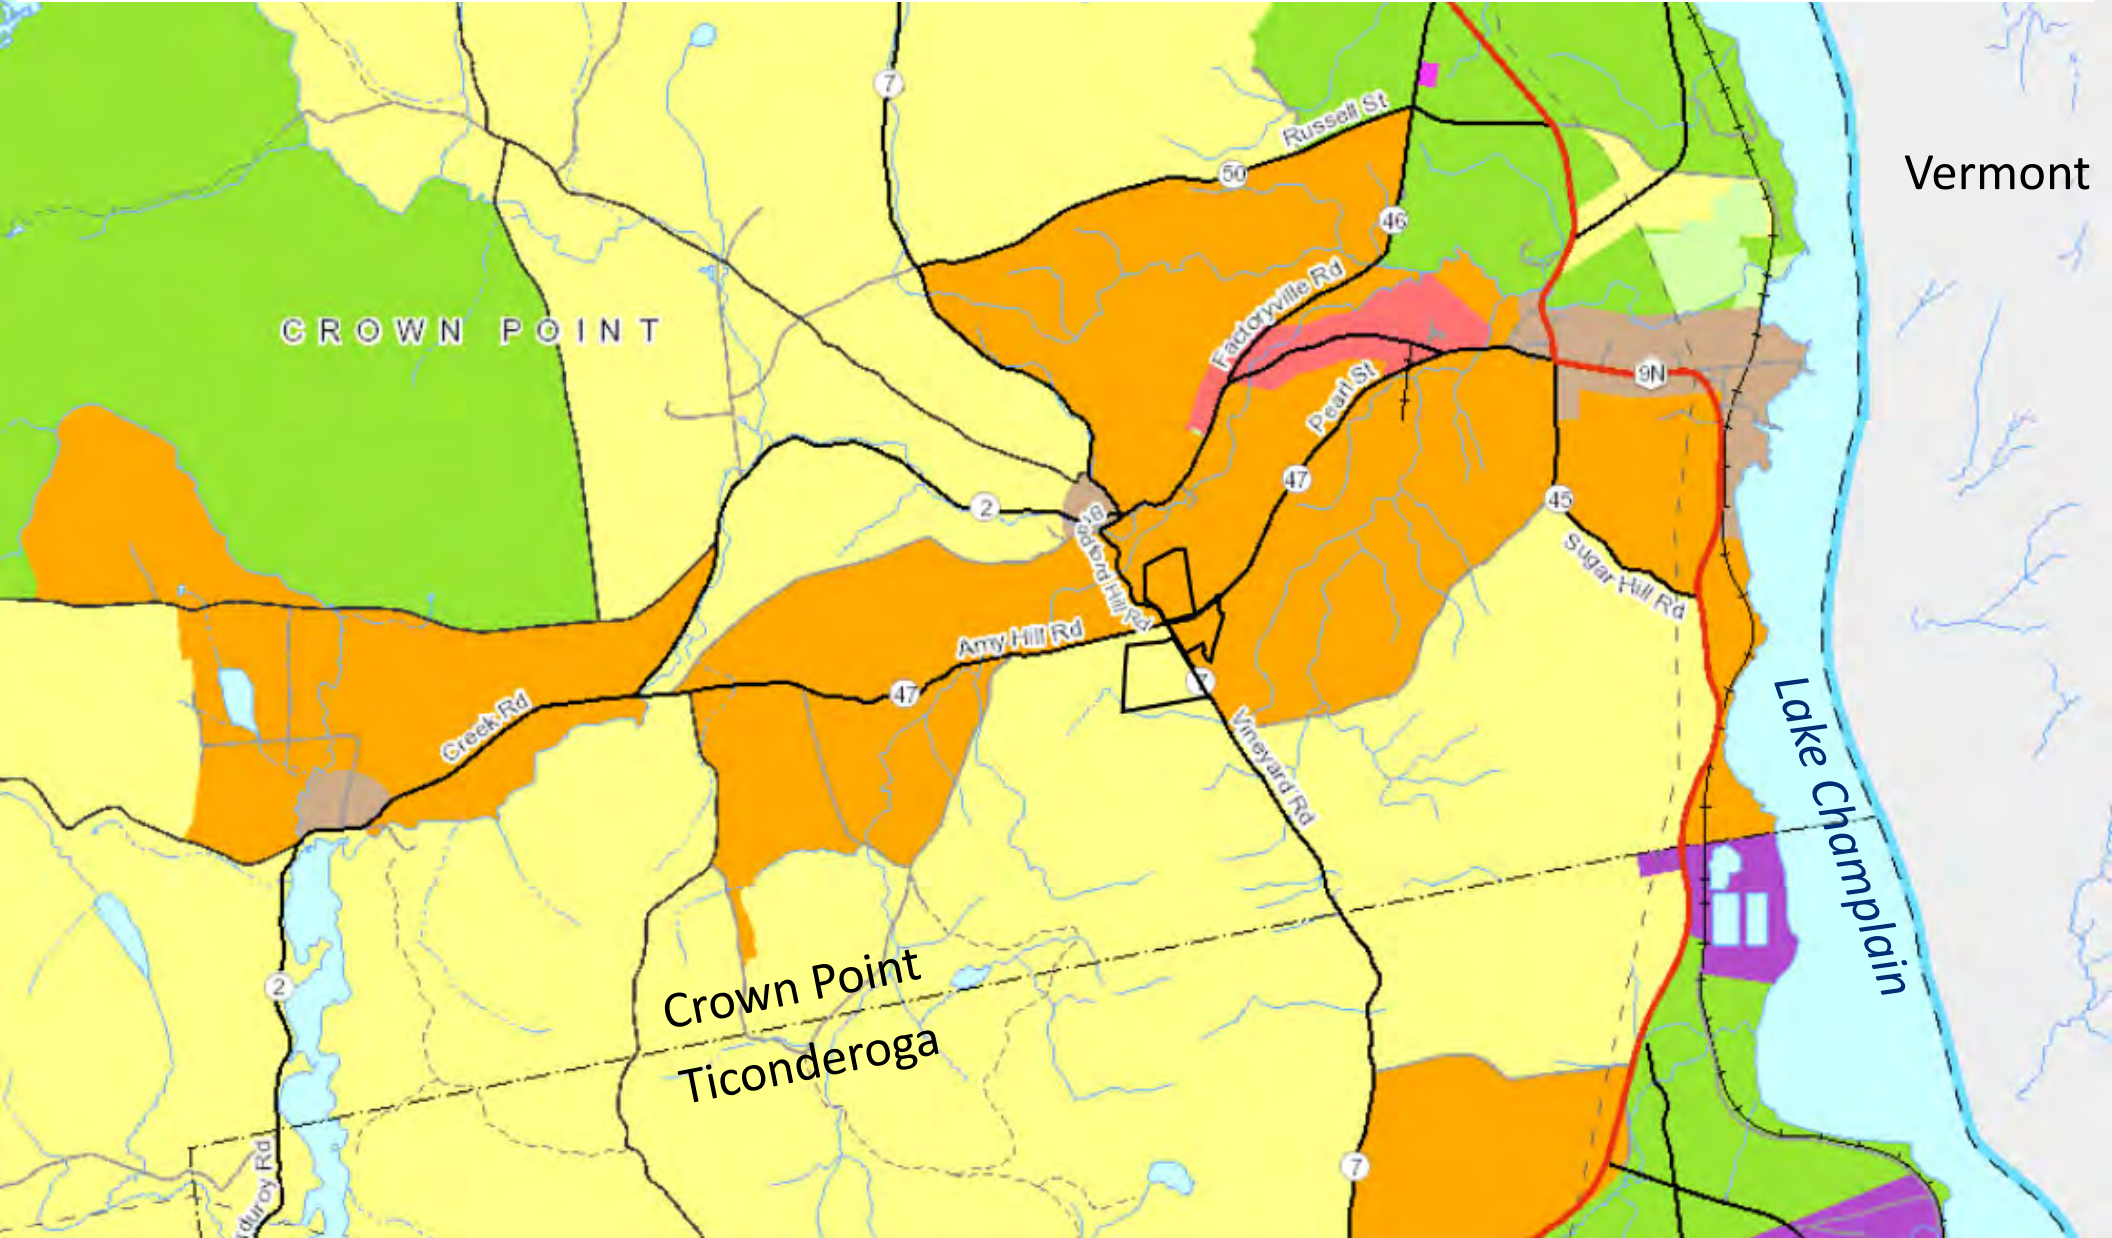 7
Russell St
50
Vermont
46
Factoryville Rd
CROWN POINT
9N
Pearl St
47
2
45
Sugar Hill Rd
Amy Hill Rd
47
Creek Rd
7
Vineyard Rd
Lake Champlain
Crown Point
2
Ticonderoga
7